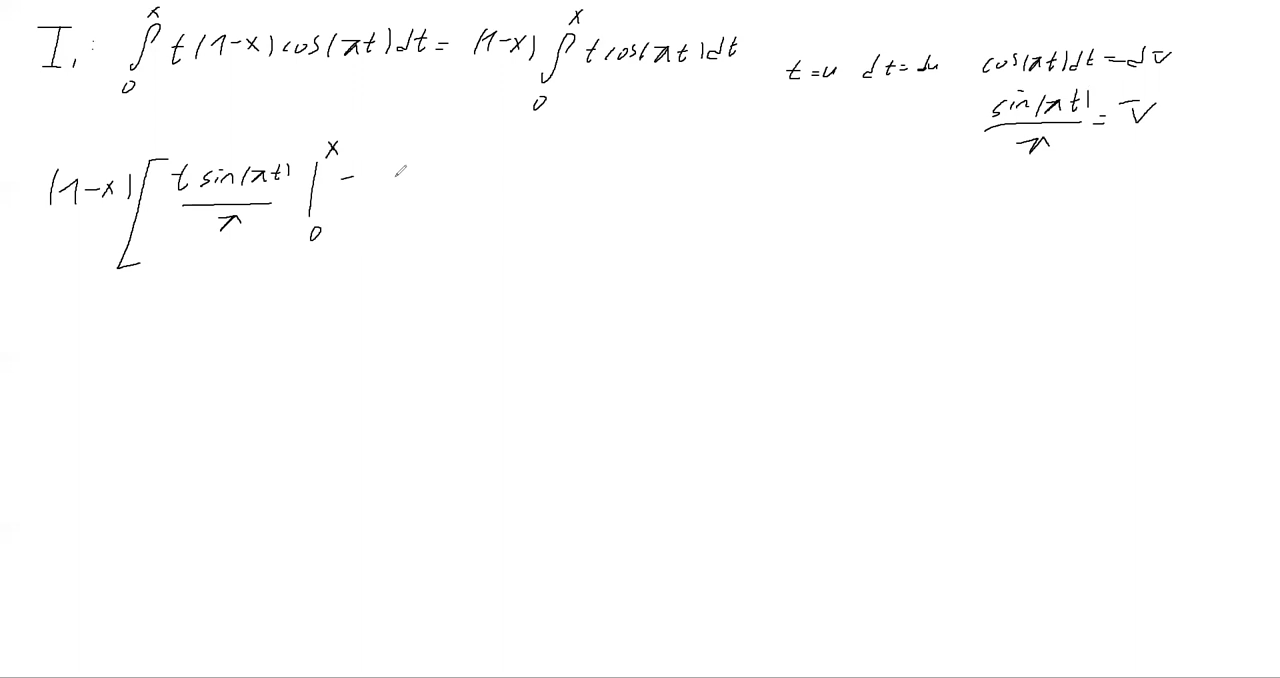 I₁: ∫₀ˣ t(1-x)cos(πt)dt = (1-x) ∫₀ˣ t cos(πt)dt t=u dt=du cos(πt)dt=dv
sin(πt)/π = v
(1-x)[ t sin(πt)/π |₀ˣ -